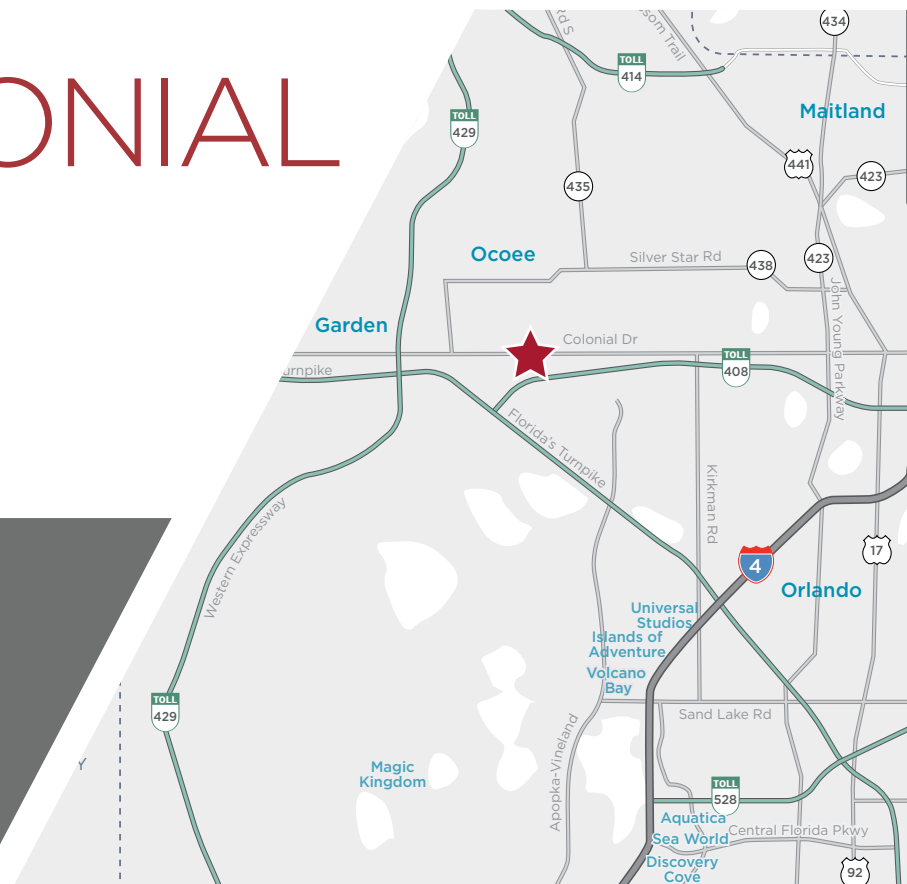 ONIAL
Rd S
som Trail
434
TOLL
414
Maitland
TOLL
429
441
423
435
Ocoee
Silver Star Rd
438
423
John Young Parkway
Garden
Colonial Dr
urnpike
TOLL
408
Florida's Turnpike
Kirkman Rd
Western Expressway
17
4
Orlando
Universal
Studios
Islands of
Adventure
Volcano
Bay
TOLL
429
Sand Lake Rd
Apopka-Vineland
Magic
Kingdom
TOLL
528
Aquatica
Sea World
Central Florida Pkwy
Discovery
Cove
92
Y